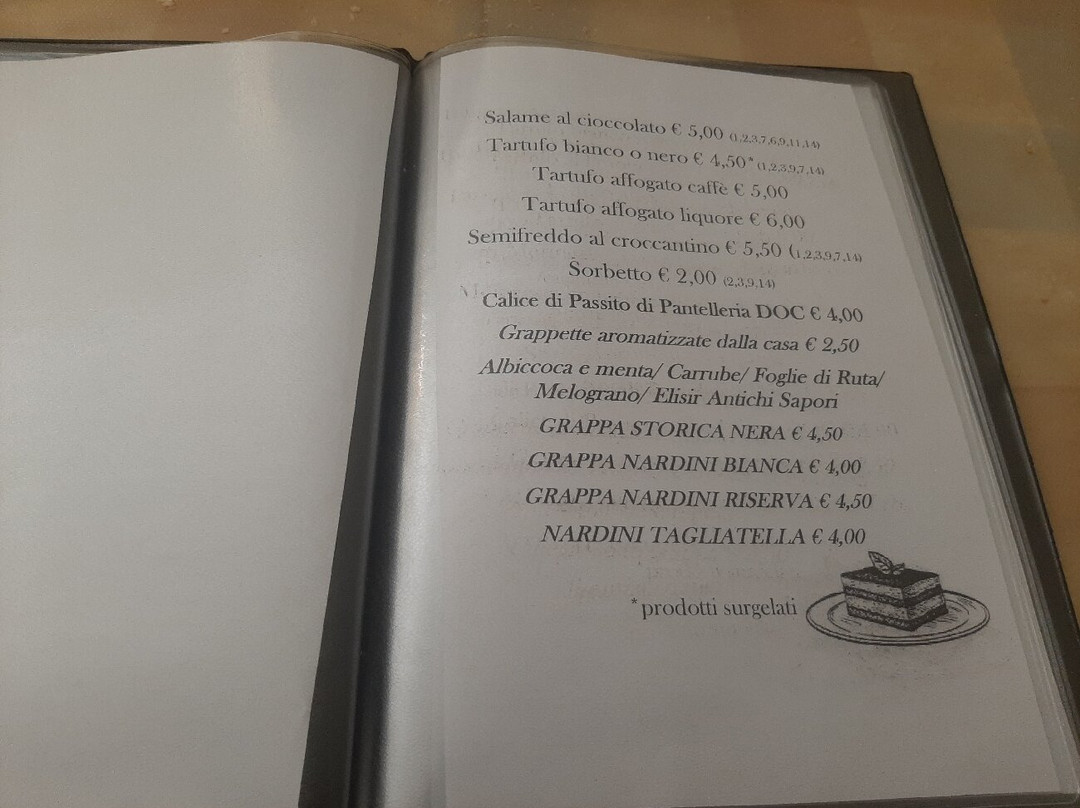 Salame al cioccolato € 5,00 (1,2,3,7,6,9,11,14)
Tartufo bianco o nero € 4,50* (1,2,3,9,7,14)
Tartufo affogato caffè € 5,00
Tartufo affogato liquore € 6,00
Semifreddo al croccantino € 5,50 (1,2,3,9,7,14)
Sorbetto € 2,00 (2,3,9,14)
Calice di Passito di Pantelleria DOC € 4,00
Grappette aromatizzate dalla casa € 2,50
Albiccoca e menta/ Carrube/ Foglie di Ruta/
Melograno/ Elisir Antichi Sapori
GRAPPA STORICA NERA € 4,50
GRAPPA NARDINI BIANCA € 4,00
GRAPPA NARDINI RISERVA € 4,50
NARDINI TAGLIATELLA € 4,00
*prodotti surgelati